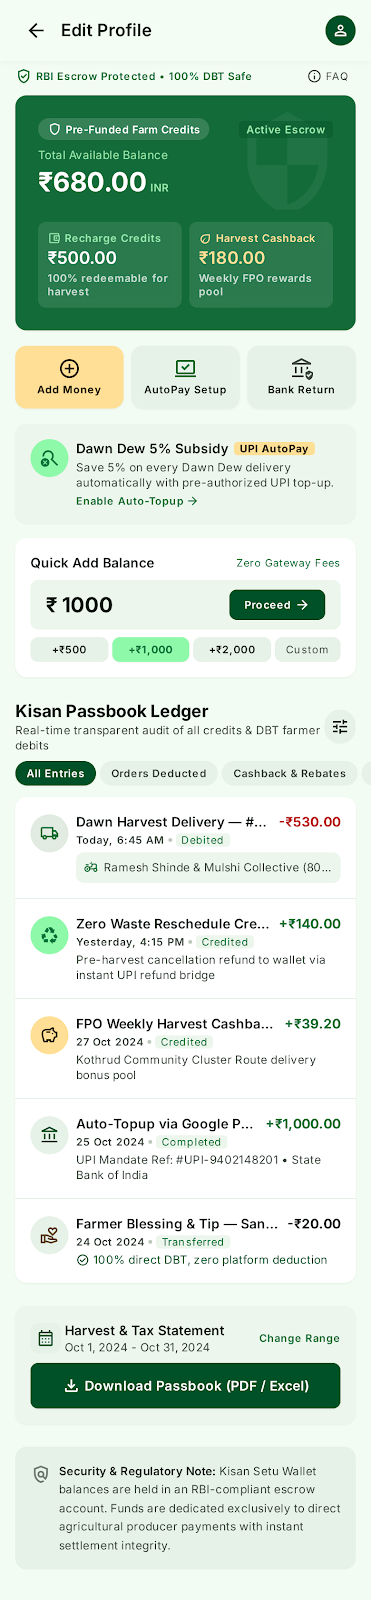 Edit Profile
RBI Escrow Protected • 100% DBT Safe
FAQ
Pre-Funded Farm Credits
Active Escrow
Total Available Balance
₹680.00 INR
Recharge Credits
₹500.00
100% redeemable for
harvest
Harvest Cashback
₹180.00
Weekly FPO rewards
pool
Add Money
AutoPay Setup
Bank Return
Dawn Dew 5% Subsidy
UPI AutoPay
Save 5% on every Dawn Dew delivery
automatically with pre-authorized UPI top-up.
Enable Auto-Topup →
Quick Add Balance
Zero Gateway Fees
₹ 1000
Proceed →
+₹500
+₹1,000
+₹2,000
Custom
Kisan Passbook Ledger
Real-time transparent audit of all credits & DBT farmer
debits
All Entries
Orders Deducted
Cashback & Rebates
Dawn Harvest Delivery — #...
-₹530.00
Today, 6:45 AM • Debited
Ramesh Shinde & Mulshi Collective (80...
Zero Waste Reschedule Cre...
+₹140.00
Yesterday, 4:15 PM • Credited
Pre-harvest cancellation refund to wallet via
instant UPI refund bridge
FPO Weekly Harvest Cashba...
+₹39.20
27 Oct 2024 • Credited
Kothrud Community Cluster Route delivery
bonus pool
Auto-Topup via Google P...
+₹1,000.00
25 Oct 2024 • Completed
UPI Mandate Ref: #UPI-9402148201 • State
Bank of India
Farmer Blessing & Tip — San...
-₹20.00
24 Oct 2024 • Transferred
100% direct DBT, zero platform deduction
Harvest & Tax Statement
Oct 1, 2024 - Oct 31, 2024
Change Range
Download Passbook (PDF / Excel)
Security & Regulatory Note: Kisan Setu Wallet
balances are held in an RBI-compliant escrow
account. Funds are dedicated exclusively to direct
agricultural producer payments with instant
settlement integrity.